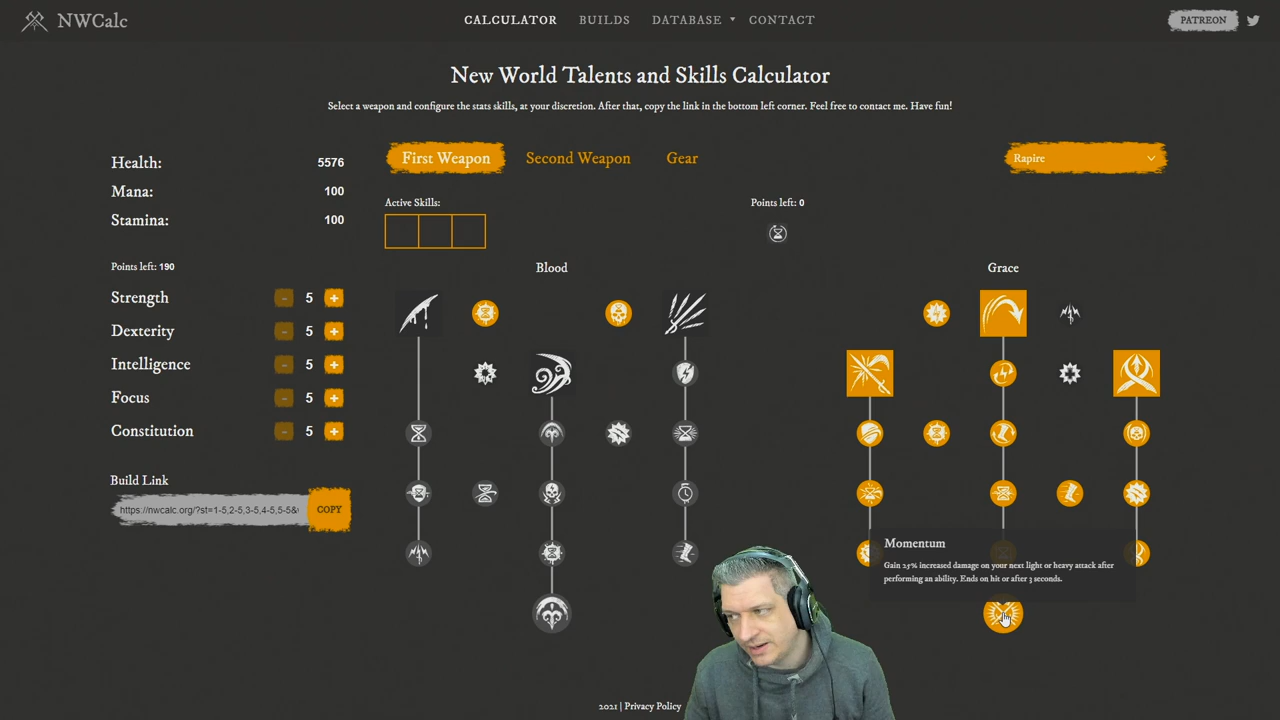 NWCalc
CALCULATOR
BUILDS
DATABASE
CONTACT
PATREON
New World Talents and Skills Calculator
Select a weapon and configure the stats skills, at your discretion. After that, copy the link in the bottom left corner. Feel free to contact me. Have fun!
Health: 5576
Mana: 100
Stamina: 100
Points left: 190
Strength - 5 +
Dexterity - 5 +
Intelligence - 5 +
Focus - 5 +
Constitution - 5 +
Build Link
https://nwcalc.org/?st=1-5,2-5,3-5,4-5,5-5&
COPY
First Weapon
Second Weapon
Gear
Rapire
Active Skills:
Points left: 0
Blood
Grace
Momentum
Gain 25% increased damage on your next light or heavy attack after
performing an ability. Ends on hit or after 3 seconds.
2021 | Privacy Policy